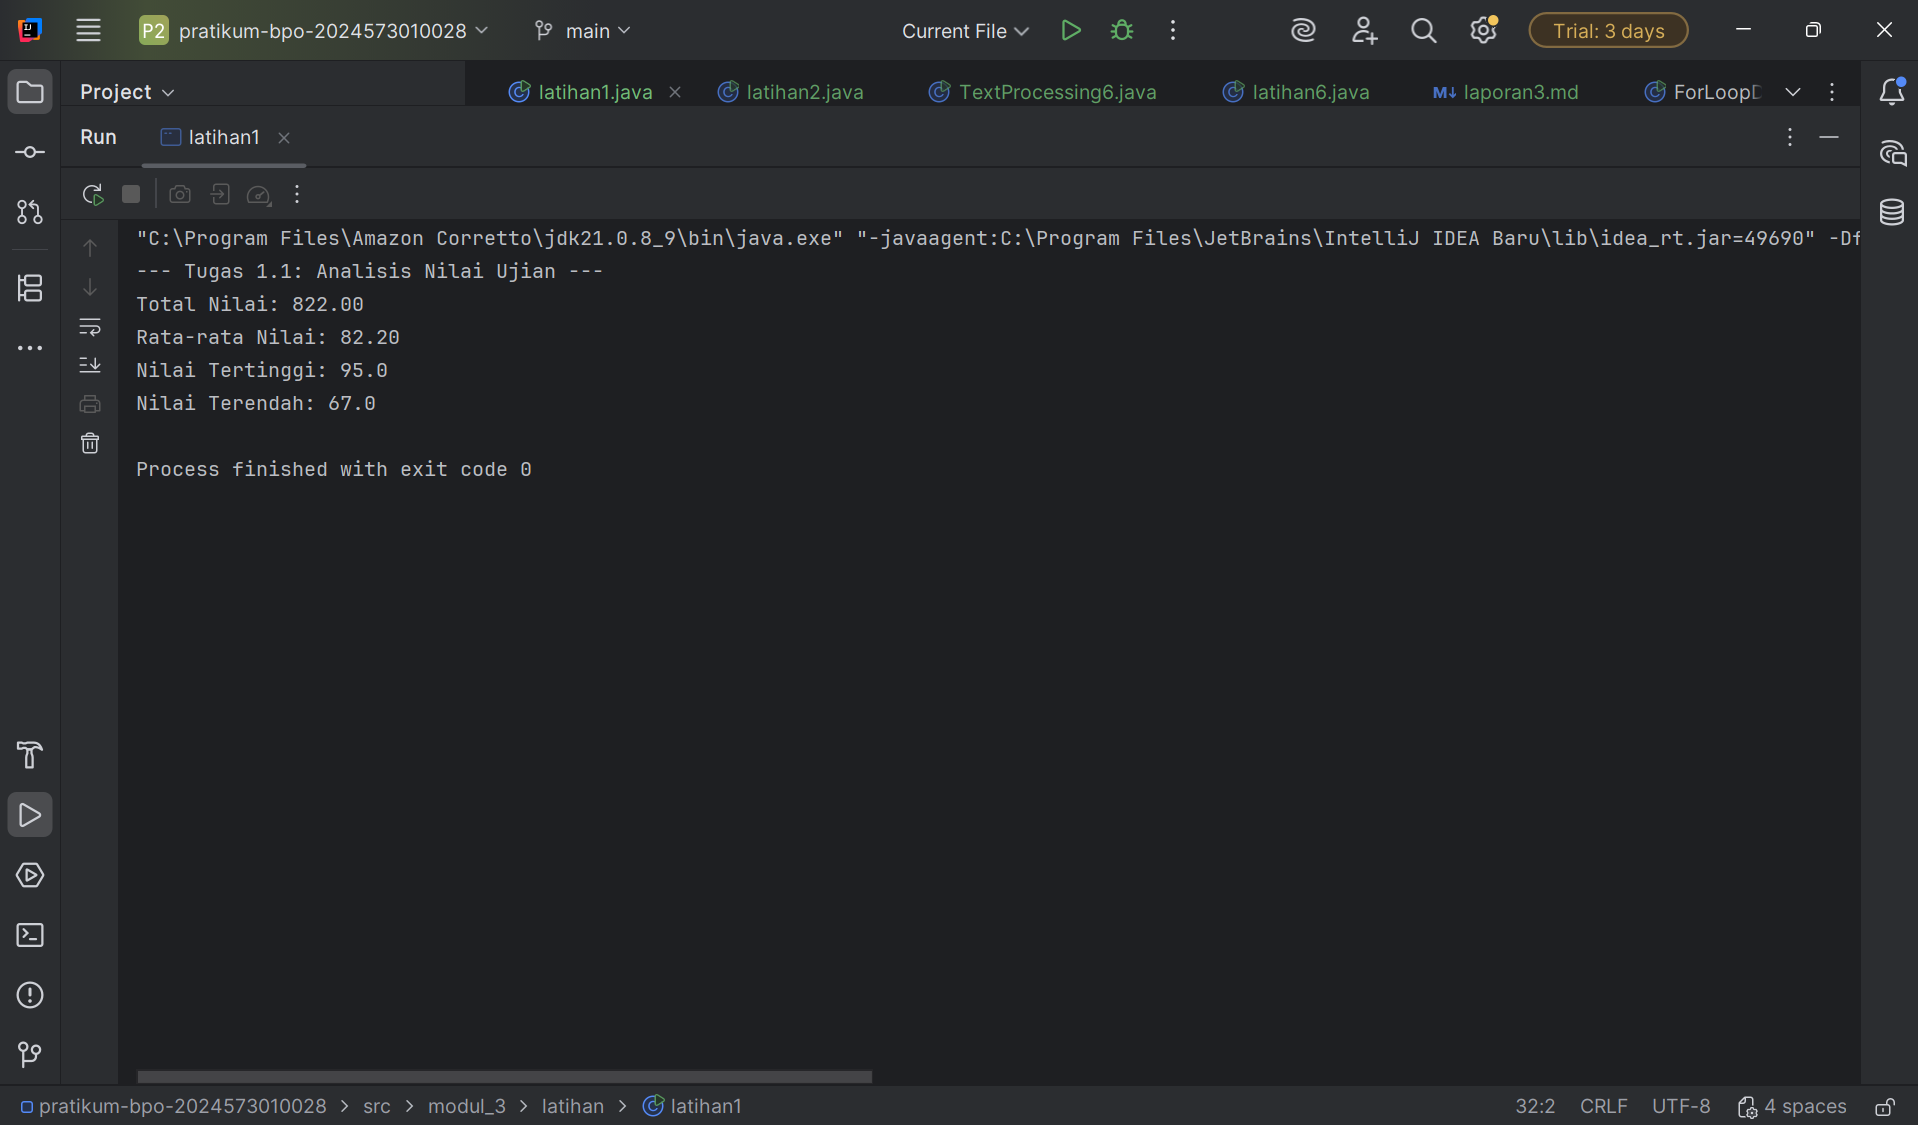 P2 pratikum-bpo-2024573010028 main Current File Trial: 3 days
Project latihan1.java latihan2.java TextProcessing6.java latihan6.java M↓ laporan3.md ForLoopD
Run latihan1
"C:\Program Files\Amazon Corretto\jdk21.0.8_9\bin\java.exe" "-javaagent:C:\Program Files\JetBrains\IntelliJ IDEA Baru\lib\idea_rt.jar=49690" -Df
--- Tugas 1.1: Analisis Nilai Ujian ---
Total Nilai: 822.00
Rata-rata Nilai: 82.20
Nilai Tertinggi: 95.0
Nilai Terendah: 67.0
Process finished with exit code 0
pratikum-bpo-2024573010028 > src > modul_3 > latihan > latihan1 32:2 CRLF UTF-8 4 spaces